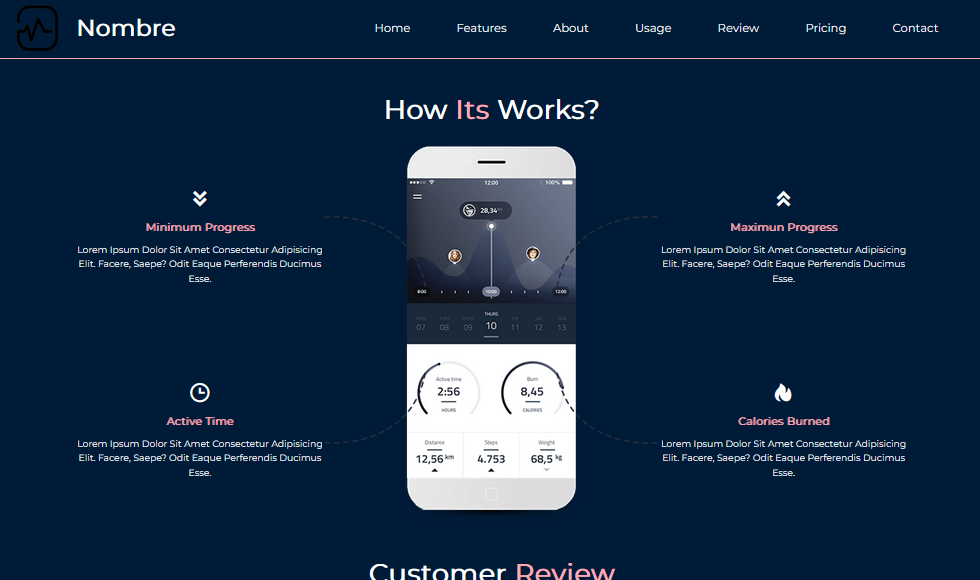 Nombre
Home Features About Usage Review Pricing Contact
How Its Works?
Minimum Progress
Lorem Ipsum Dolor Sit Amet Consectetur Adipisicing
Elit. Facere, Saepe? Odit Eaque Perferendis Ducimus
Esse.
Active Time
Lorem Ipsum Dolor Sit Amet Consectetur Adipisicing
Elit. Facere, Saepe? Odit Eaque Perferendis Ducimus
Esse.
12:00 100%
28,34
8:00 10:00 12:00
THURS
07 08 09 10 11 12 13
Active time Burn
2:56 8,45
HOURS CALORIES
Distance Steps Weight
12,56 km 4.753 68,5 kg
Maximun Progress
Lorem Ipsum Dolor Sit Amet Consectetur Adipisicing
Elit. Facere, Saepe? Odit Eaque Perferendis Ducimus
Esse.
Calories Burned
Lorem Ipsum Dolor Sit Amet Consectetur Adipisicing
Elit. Facere, Saepe? Odit Eaque Perferendis Ducimus
Esse.
Customer Review